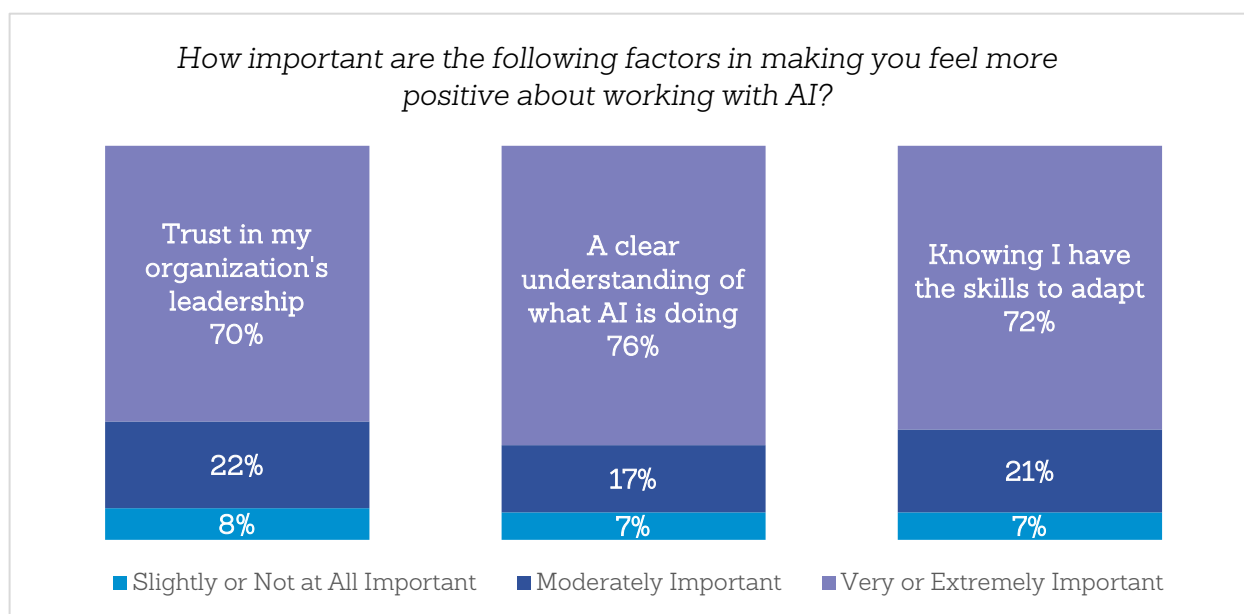 How important are the following factors in making you feel more
positive about working with AI?
Trust in my
organization's
leadership
70%
22%
8%
A clear
understanding of
what AI is doing
76%
17%
7%
Knowing I have
the skills to adapt
72%
21%
7%
Slightly or Not at All Important
Moderately Important
Very or Extremely Important